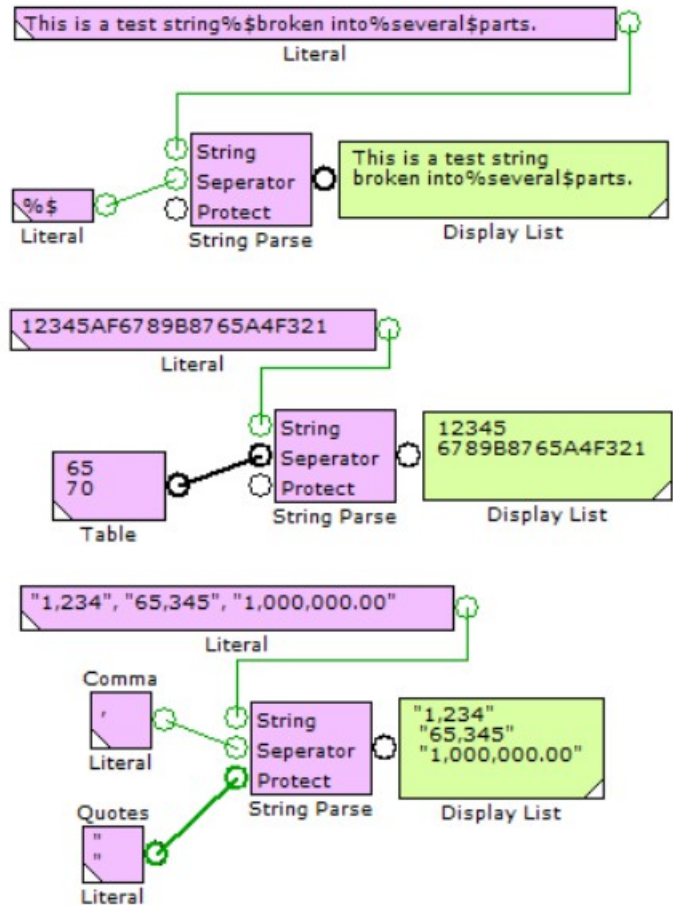 This is a test string%$broken into%several$parts.
Literal
String
Seperator
Protect
String Parse
This is a test string
broken into%several$parts.
Display List
%$
Literal
12345AF6789B8765A4F321
Literal
String
Seperator
Protect
String Parse
12345
6789B8765A4F321
Display List
65
70
Table
"1,234", "65,345", "1,000,000.00"
Literal
Comma
,
Literal
String
Seperator
Protect
String Parse
"1,234"
"65,345"
"1,000,000.00"
Display List
Quotes
"
"
Literal